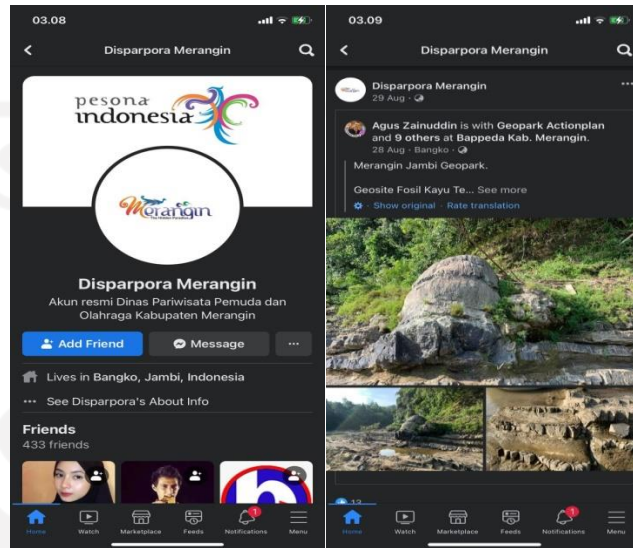 03.08
Disparpora Merangin
pesona
indonesia
Merangin
Disparpora Merangin
Akun resmi Dinas Pariwisata Pemuda dan
Olahraga Kabupaten Merangin
Add Friend
Message
Lives in Bangko, Jambi, Indonesia
See Disparpora's About Info
Friends
433 friends
Home
Watch
Marketplace
Feeds
1
Notifications
Menu
03.09
Disparpora Merangin
Disparpora Merangin
29 Aug
Agus Zainuddin is with Geopark Actionplan
and 9 others at Bappeda Kab. Merangin.
28 Aug · Bangko ·
Merangin Jambi Geopark.
Geosite Fosil Kayu Te... See more
· Show original · Rate translation
13
Home
Watch
Marketplace
Feeds
1
Notifications
Menu